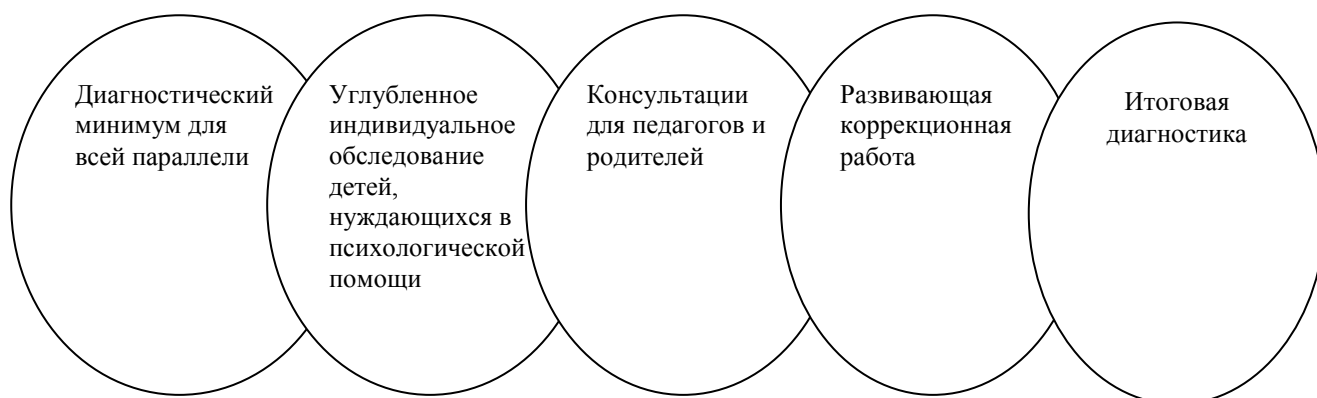 Диагностический
минимум для
всей параллели
Углубленное
индивидуальное
обследование
детей,
нуждающихся в
психологической
помощи
Консультации
для педагогов и
родителей
Развивающая
коррекционная
работа
Итоговая
диагностика